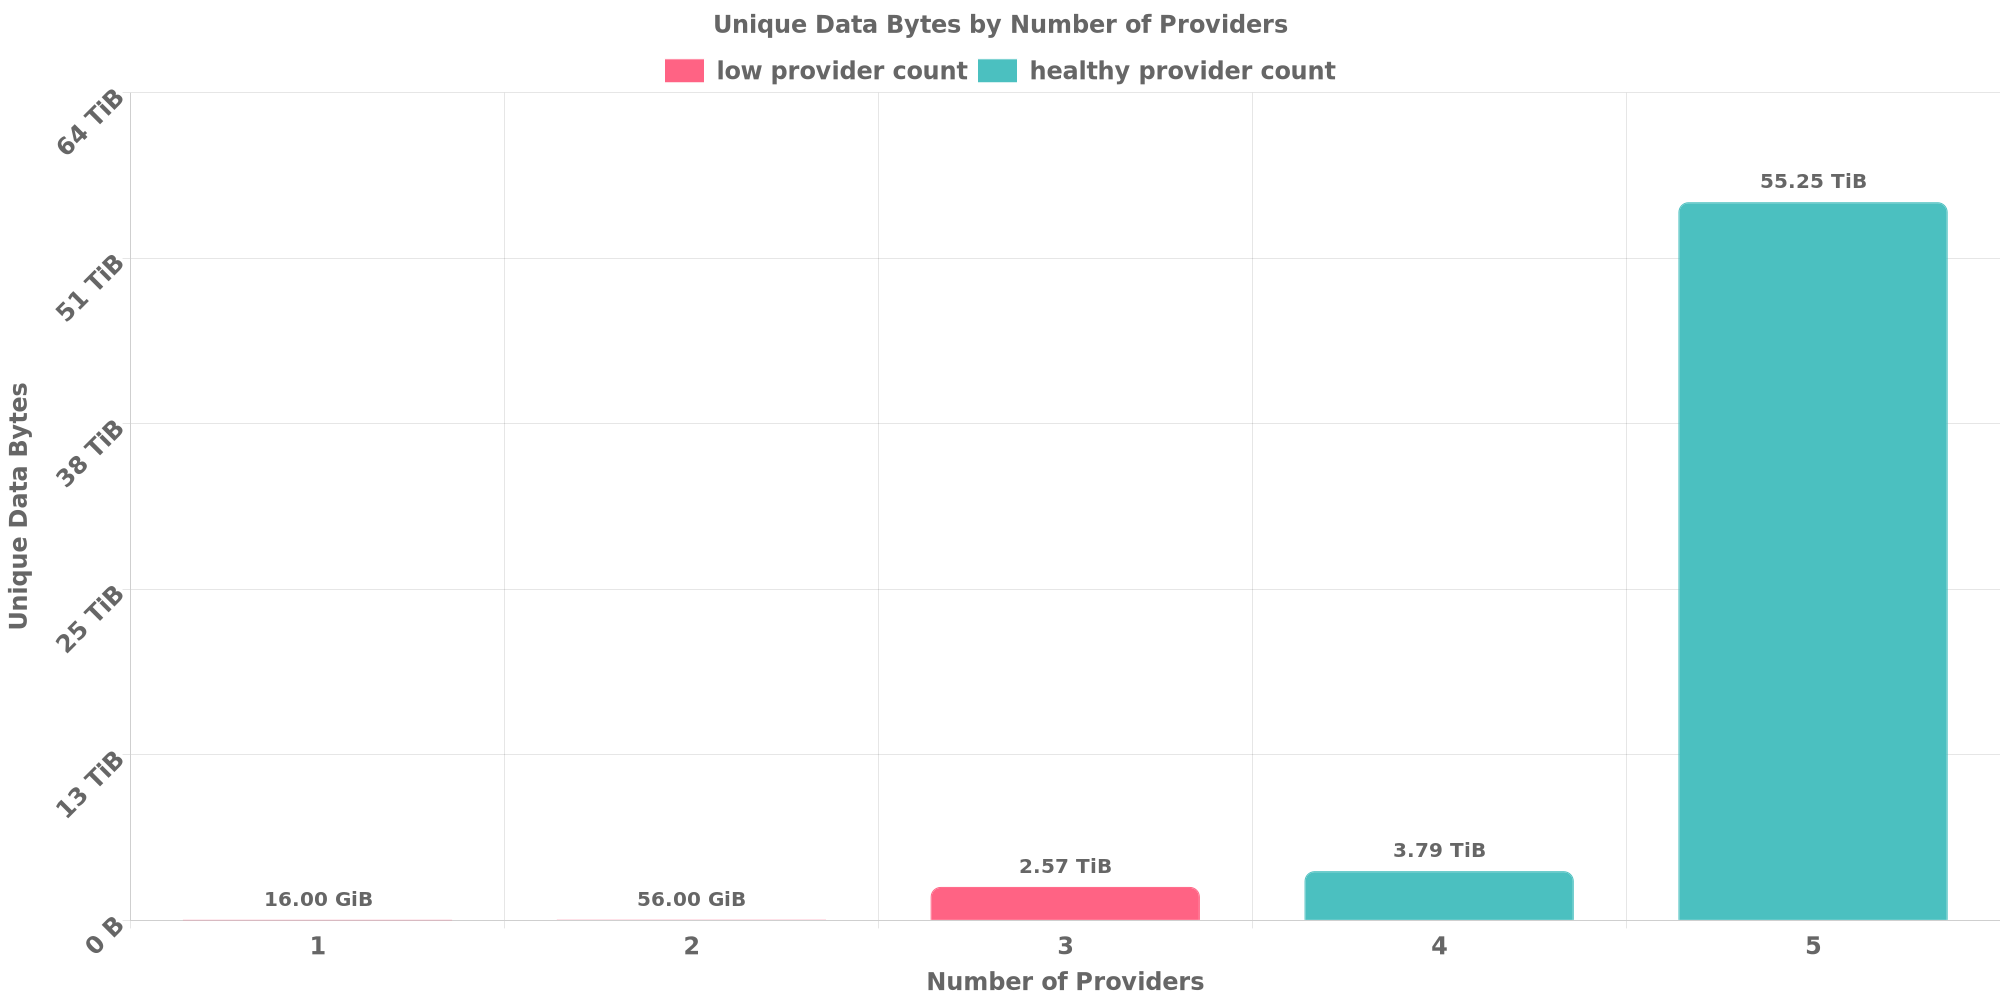 Unique Data Bytes by Number of Providers
low provider count healthy provider count
64 TiB
51 TiB
38 TiB
25 TiB
13 TiB
0 B
Unique Data Bytes
16.00 GiB
56.00 GiB
2.57 TiB
3.79 TiB
55.25 TiB
1 2 3 4 5
Number of Providers